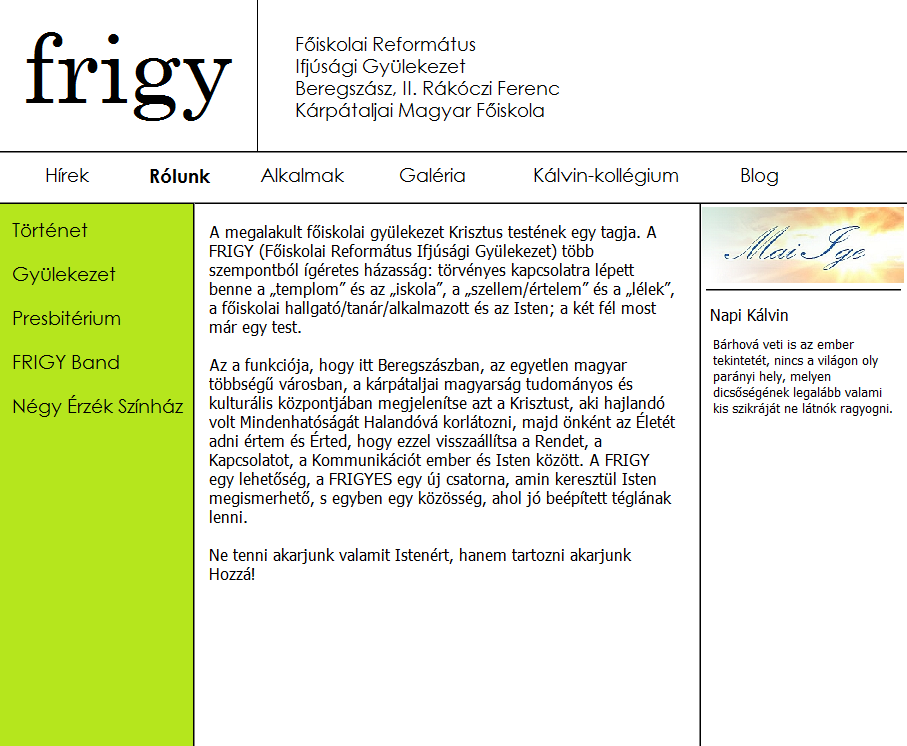 frigy
Főiskolai Református
Ifjúsági Gyülekezet
Beregszász, II. Rákóczi Ferenc
Kárpátaljai Magyar Főiskola
Hírek Rólunk Alkalmak Galéria Kálvin-kollégium Blog
Történet
Gyülekezet
Presbitérium
FRIGY Band
Négy Érzék Színház
A megalakult főiskolai gyülekezet Krisztus testének egy tagja. A
FRIGY (Főiskolai Református Ifjúsági Gyülekezet) több
szempontból ígéretes házasság: törvényes kapcsolatra lépett
benne a „templom” és az „iskola”, a „szellem/értelem” és a „lélek”,
a főiskolai hallgató/tanár/alkalmazott és az Isten; a két fél most
már egy test.
Az a funkciója, hogy itt Beregszászban, az egyetlen magyar
többségű városban, a kárpátaljai magyarság tudományos és
kulturális központjában megjelenítse azt a Krisztust, aki hajlandó
volt Mindenhatóságát Halandóvá korlátozni, majd önként az Életét
adni értem és Érted, hogy ezzel visszaállítsa a Rendet, a
Kapcsolatot, a Kommunikációt ember és Isten között. A FRIGY
egy lehetőség, a FRIGYES egy új csatorna, amin keresztül Isten
megismerhető, s egyben egy közösség, ahol jó beépített téglának
lenni.
Ne tenni akarjunk valamit Istenért, hanem tartozni akarjunk
Hozzá!
Mai Ige
Napi Kálvin
Bárhová veti is az ember
tekintetét, nincs a világon oly
parányi hely, melyen
dicsőségének legalább valami
kis szikráját ne látnók ragyogni.